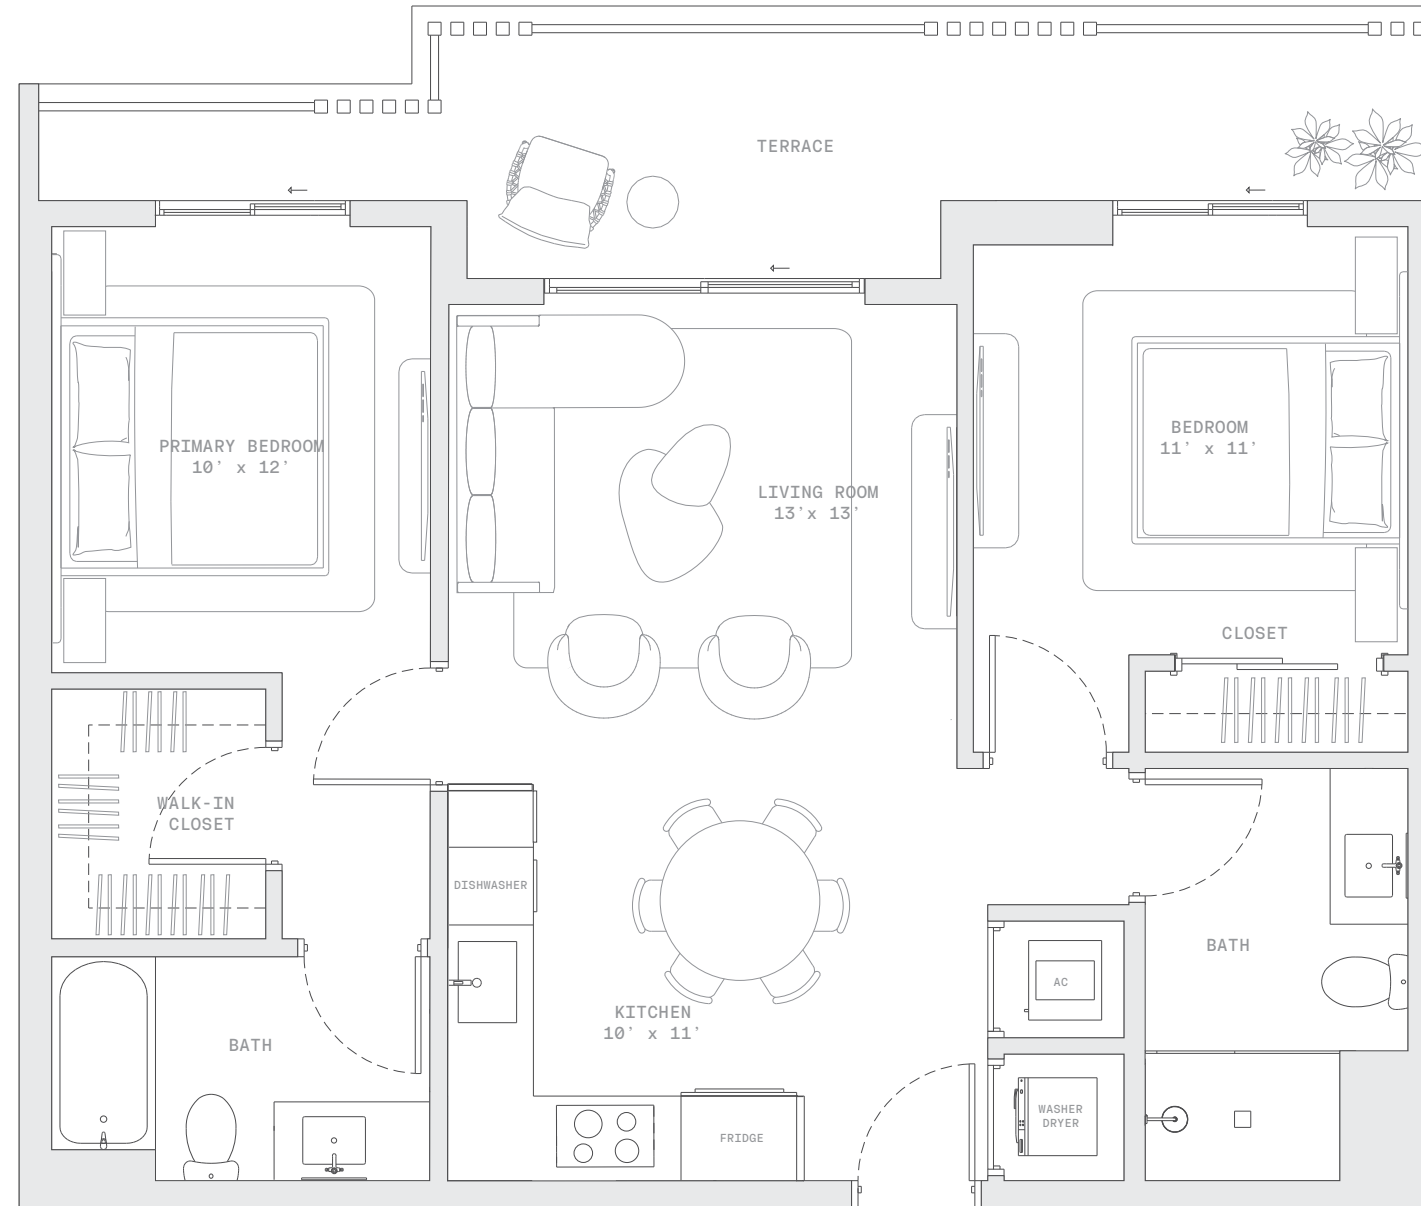 TERRACE
PRIMARY BEDROOM
10' x 12'
BEDROOM
11' x 11'
LIVING ROOM
13'x 13'
CLOSET
WALK-IN
CLOSET
DISHWASHER
BATH
AC
KITCHEN
10' x 11'
BATH
WASHER
DRYER
FRIDGE